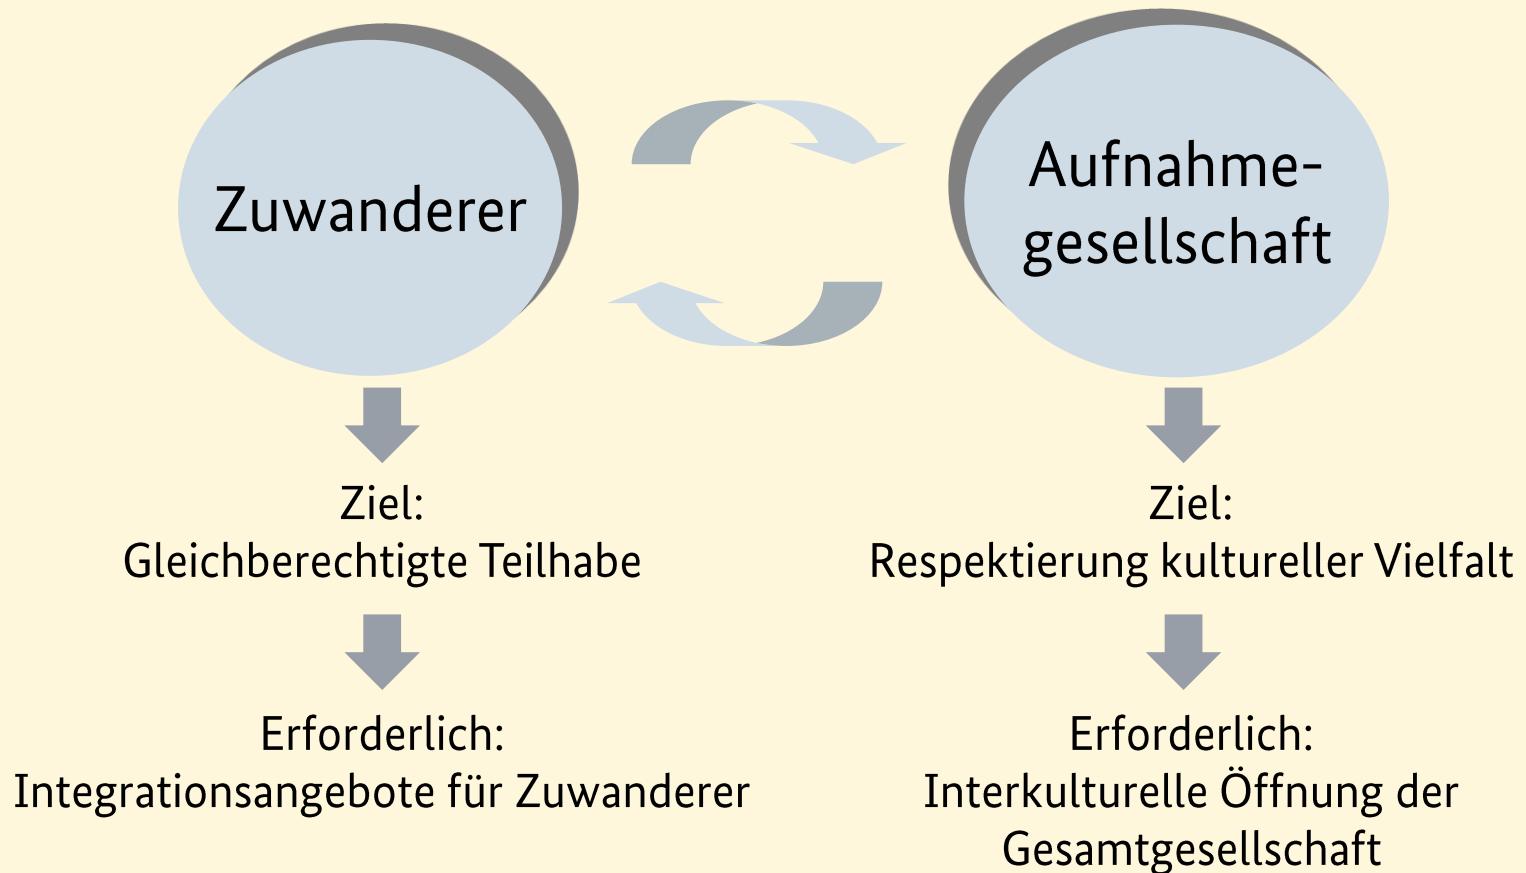 Zuwanderer
Aufnahme-
gesellschaft
Ziel:
Gleichberechtigte Teilhabe
Ziel:
Respektierung kultureller Vielfalt
Erforderlich:
Integrationsangebote für Zuwanderer
Erforderlich:
Interkulturelle Öffnung der
Gesamtgesellschaft